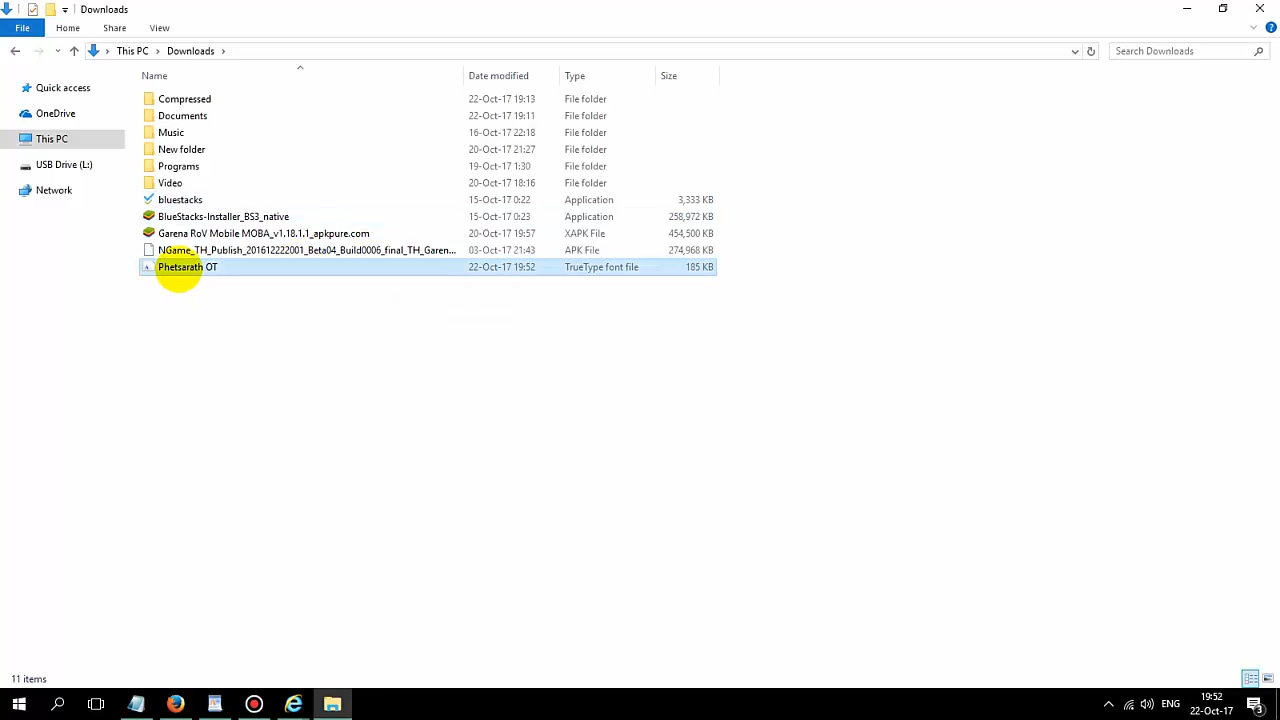 Downloads
File Home Share View
This PC Downloads Search Downloads
Name Date modified Type Size
Quick access
OneDrive
This PC
USB Drive (L:)
Network
Compressed 22-Oct-17 19:13 File folder
Documents 22-Oct-17 19:11 File folder
Music 16-Oct-17 22:18 File folder
New folder 20-Oct-17 21:27 File folder
Programs 19-Oct-17 1:30 File folder
Video 20-Oct-17 18:16 File folder
bluestacks 15-Oct-17 0:22 Application 3,333 KB
BlueStacks-Installer_BS3_native 15-Oct-17 0:23 Application 258,972 KB
Garena RoV Mobile MOBA_v1.18.1.1_apkpure.com 20-Oct-17 19:57 XAPK File 454,500 KB
NGame_TH_Publish_201612222001_Beta04_Build0006_final_TH_Garen... 03-Oct-17 21:43 APK File 274,968 KB
Phetsarath OT 22-Oct-17 19:52 TrueType font file 185 KB
11 items
ENG 19:52
22-Oct-17 3